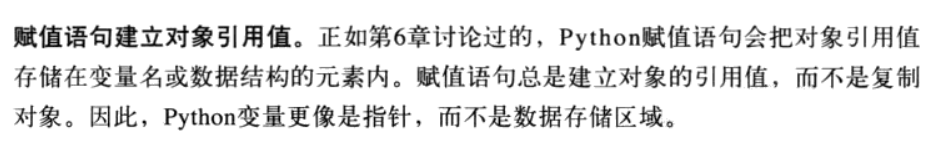 赋值语句建立对象引用值。正如第6章讨论过的，Python赋值语句会把对象引用值
存储在变量名或数据结构的元素内。赋值语句总是建立对象的引用值，而不是复制
对象。因此，Python变量更像是指针，而不是数据存储区域。